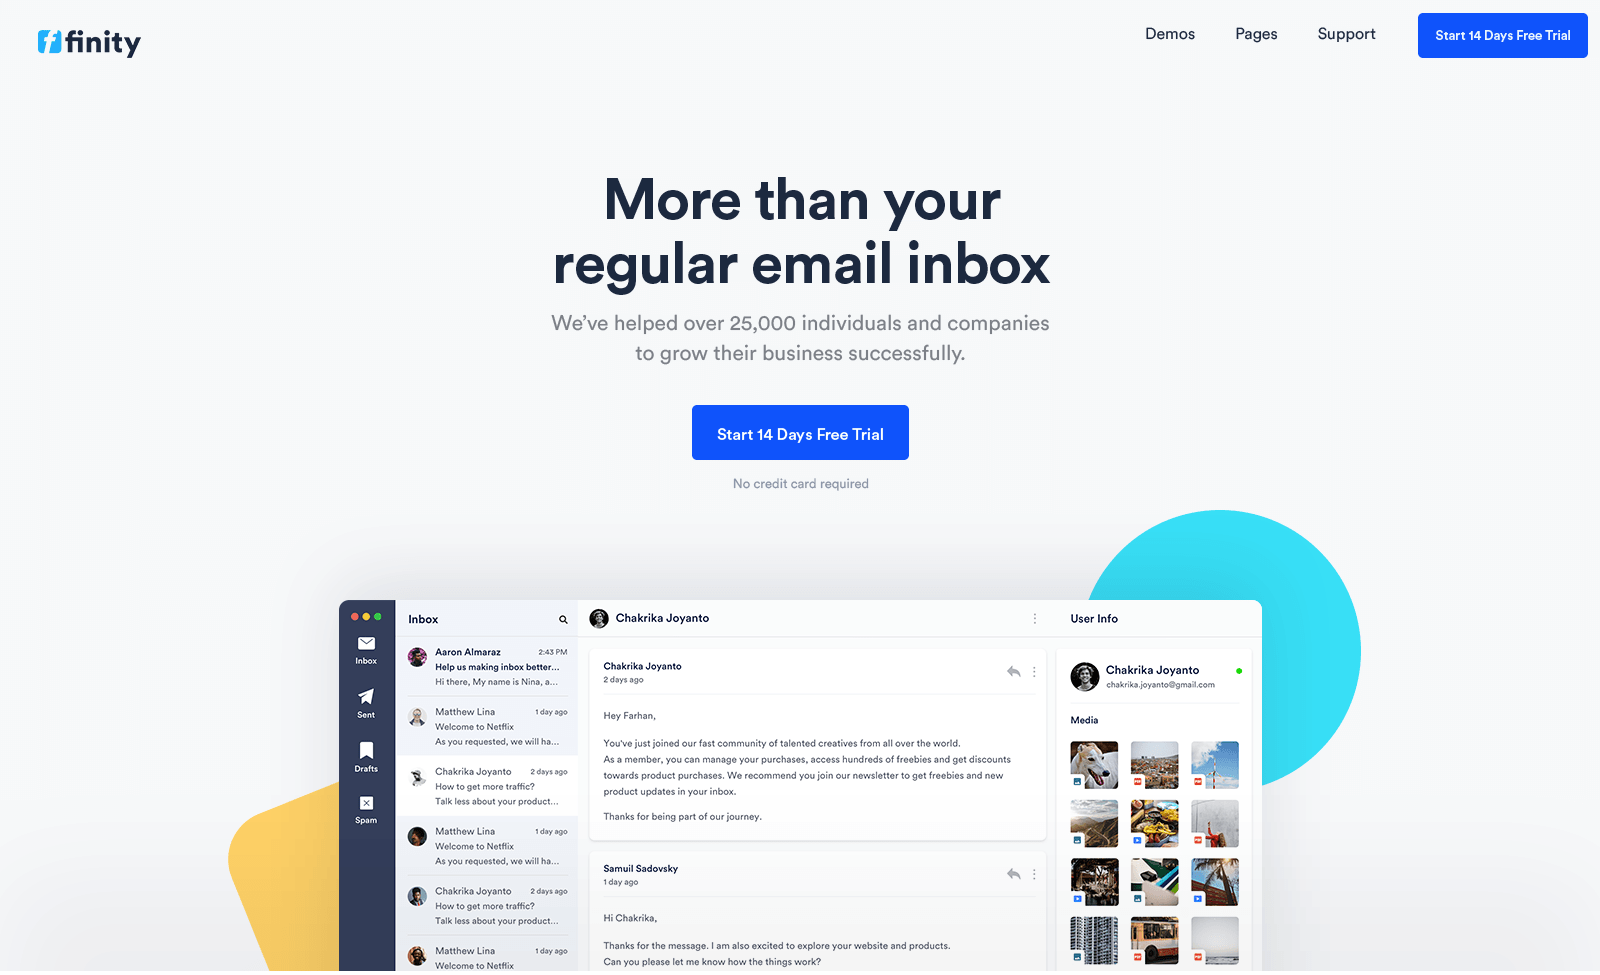 finity
Demos
Pages
Support
Start 14 Days Free Trial
More than your
regular email inbox
We've helped over 25,000 individuals and companies
to grow their business successfully.
Start 14 Days Free Trial
No credit card required
Inbox
Sent
Drafts
Spam
Inbox
Aaron Almaraz 2:43 PM
Help us making inbox better...
Hi there, My name is Nina, a...
Matthew Lina 1 day ago
Welcome to Netflix
As you requested, we will ha...
Chakrika Joyanto 2 days ago
How to get more traffic?
Talk less about your product...
Matthew Lina 1 day ago
Welcome to Netflix
As you requested, we will ha...
Chakrika Joyanto 2 days ago
How to get more traffic?
Talk less about your product...
Matthew Lina 1 day ago
Welcome to Netflix
Chakrika Joyanto
Chakrika Joyanto
2 days ago
Hey Farhan,
You've just joined our fast community of talented creatives from all over the world.
As a member, you can manage your purchases, access hundreds of freebies and get discounts
towards product purchases. We recommend you join our newsletter to get freebies and new
product updates in your inbox.
Thanks for being part of our journey.
Samuil Sadovsky
1 day ago
Hi Chakrika,
Thanks for the message. I am also excited to explore your website and products.
Can you please let me know how the things work?
User Info
Chakrika Joyanto
chakrika.joyanto@gmail.com
Media